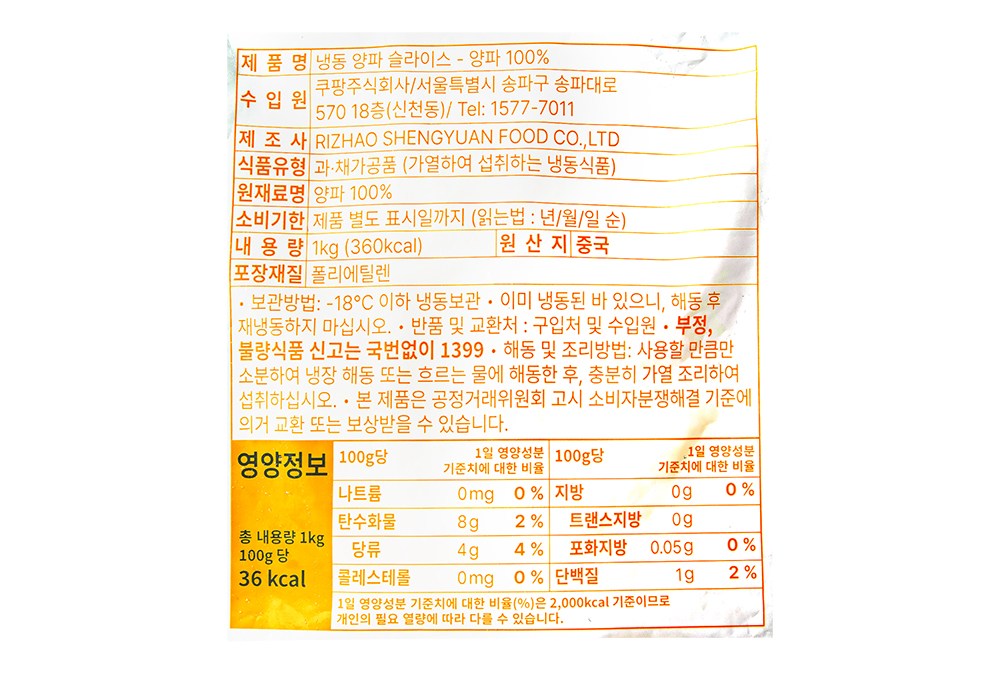 제 품 명 냉동 양파 슬라이스 - 양파 100%
수 입 원 쿠팡주식회사/서울특별시 송파구 송파대로
570 18층(신천동)/ Tel: 1577-7011
제 조 사 RIZHAO SHENGYUAN FOOD CO.,LTD
식품유형 과·채가공품 (가열하여 섭취하는 냉동식품)
원재료명 양파 100%
소비기한 제품 별도 표시일까지 (읽는법 : 년/월/일 순)
내 용 량 1kg (360kcal) 원 산 지 중국
포장재질 폴리에틸렌
• 보관방법: -18°C 이하 냉동보관 • 이미 냉동된 바 있으니, 해동 후
재냉동하지 마십시오. • 반품 및 교환처 : 구입처 및 수입원 • 부정,
불량식품 신고는 국번없이 1399 • 해동 및 조리방법: 사용할 만큼만
소분하여 냉장 해동 또는 흐르는 물에 해동한 후, 충분히 가열 조리하여
섭취하십시오. • 본 제품은 공정거래위원회 고시 소비자분쟁해결 기준에
의거 교환 또는 보상받을 수 있습니다.
영양정보
총 내용량 1kg
100g 당
36 kcal
100g당 1일 영양성분
기준치에 대한 비율
나트륨 0mg 0 %
탄수화물 8g 2 %
당류 4g 4 %
콜레스테롤 0mg 0 %
100g당 1일 영양성분
기준치에 대한 비율
지방 0g 0 %
트랜스지방 0g
포화지방 0.05g 0 %
단백질 1g 2 %
1일 영양성분 기준치에 대한 비율(%)은 2,000kcal 기준이므로
개인의 필요 열량에 따라 다를 수 있습니다.